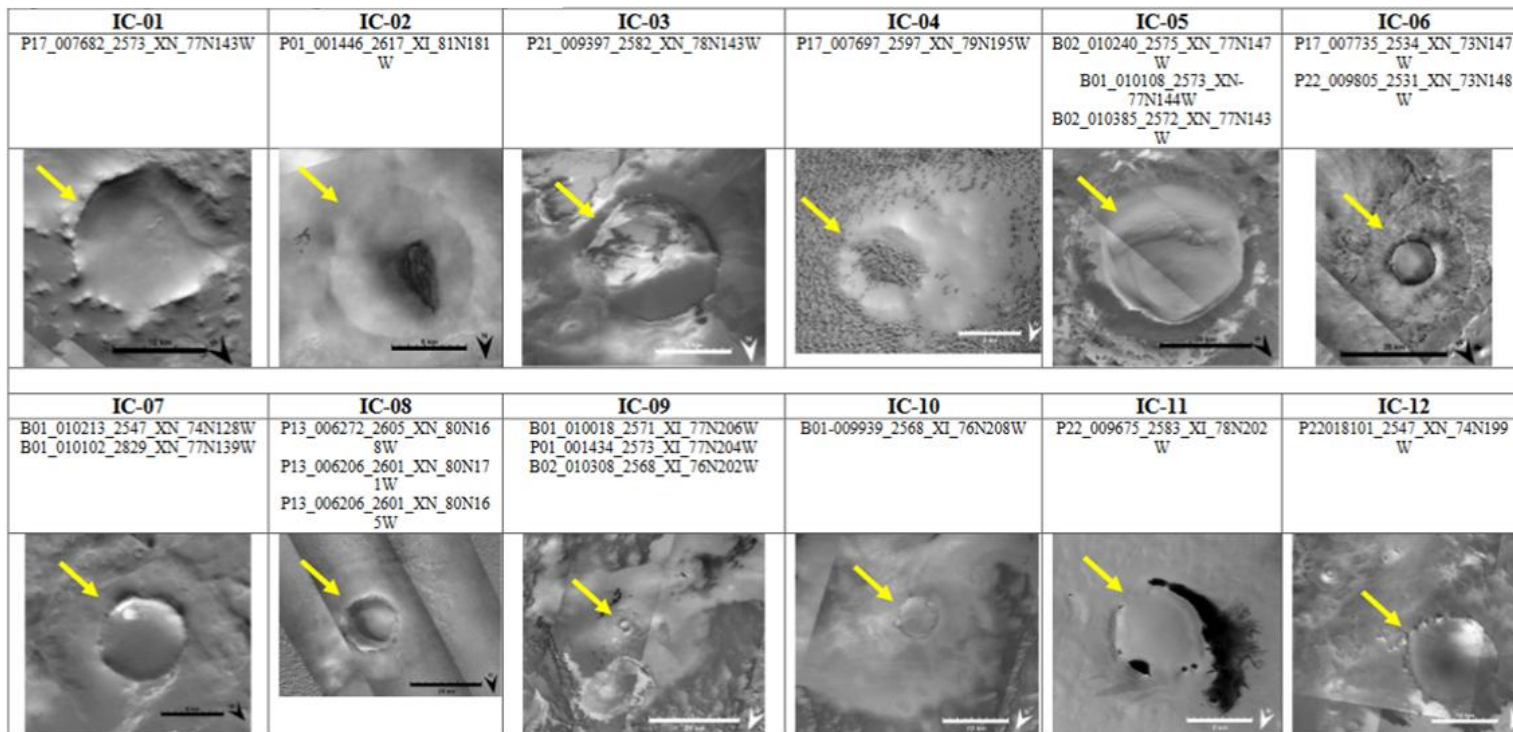 IC-01 IC-02 IC-03 IC-04 IC-05 IC-06
P17_007682_2573_XN_77N143W
P01_001446_2617_XI_81N181
W
P21_009397_2582_XN_78N143W
P17_007697_2597_XN_79N195W
B02_010240_2575_XN_77N147
W
B01_010108_2573_XN-
77N144W
B02_010385_2572_XN_77N143
W
P17_007735_2534_XN_73N147
W
P22_009805_2531_XN_73N148
W
IC-07 IC-08 IC-09 IC-10 IC-11 IC-12
B01_010213_2547_XN_74N128W
B01_010102_2829_XN_77N139W
P13_006272_2605_XN_80N16
8W
P13_006206_2601_XN_80N17
1W
P13_006206_2601_XN_80N16
5W
B01_010018_2571_XI_77N206W
P01_001434_2573_XI_77N204W
B02_010308_2568_XI_76N202W
B01-009939_2568_XI_76N208W
P22_009675_2583_XI_78N202
W
P22018101_2547_XN_74N199
W